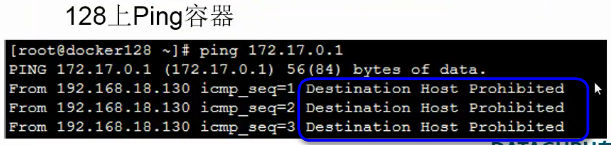 128上Ping容器
[root@docker128 ~]# ping 172.17.0.1
PING 172.17.0.1 (172.17.0.1) 56(84) bytes of data.
From 192.168.18.130 icmp_seq=1 Destination Host Prohibited
From 192.168.18.130 icmp_seq=2 Destination Host Prohibited
From 192.168.18.130 icmp_seq=3 Destination Host Prohibited